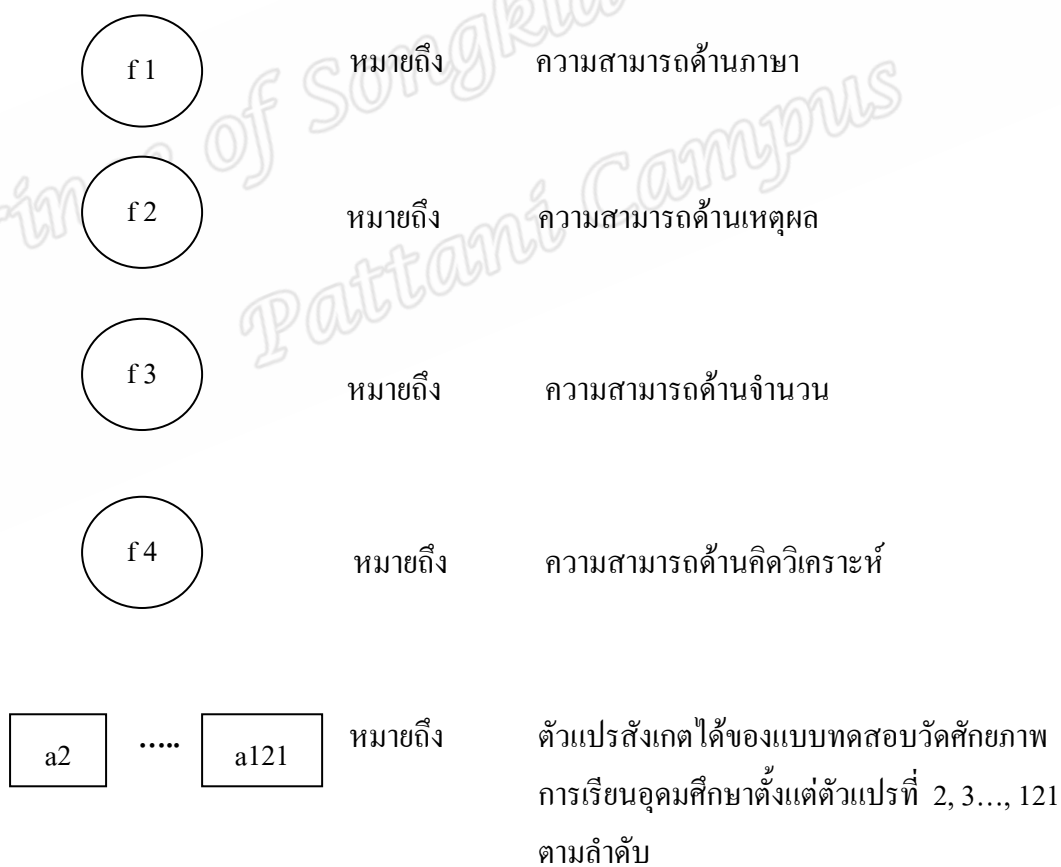 f 1 หมายถึง ความสามารถด้านภาษา
f 2 หมายถึง ความสามารถด้านเหตุผล
f 3 หมายถึง ความสามารถด้านจำนวน
f 4 หมายถึง ความสามารถด้านคิดวิเคราะห์
a2 ..... a121 หมายถึง ตัวแปรสังเกตได้ของแบบทดสอบวัดศักยภาพ
การเรียนอุดมศึกษาตั้งแต่ตัวแปรที่ 2, 3..., 121
ตามลำดับ
of Songkla
Pattani Campus